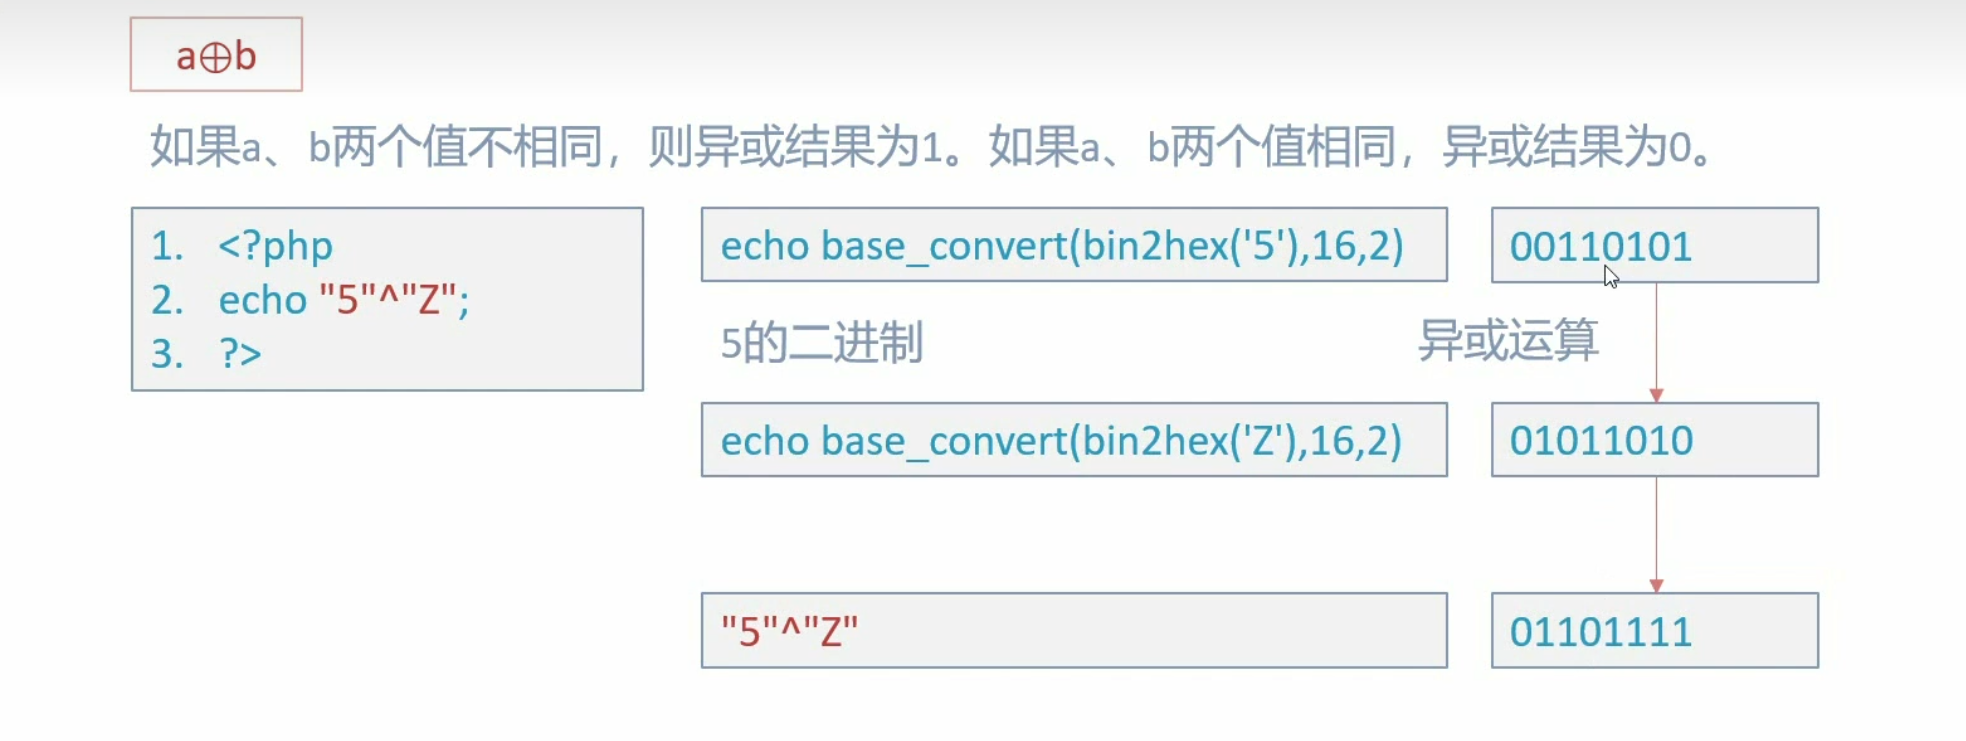 a⊕b
如果a、b两个值不相同，则异或结果为1。如果a、b两个值相同，异或结果为0。
1. <?php
2. echo "5"^"Z";
3. ?>
echo base_convert(bin2hex('5'),16,2)
00110101
5的二进制
异或运算
echo base_convert(bin2hex('Z'),16,2)
01011010
"5"^"Z"
01101111